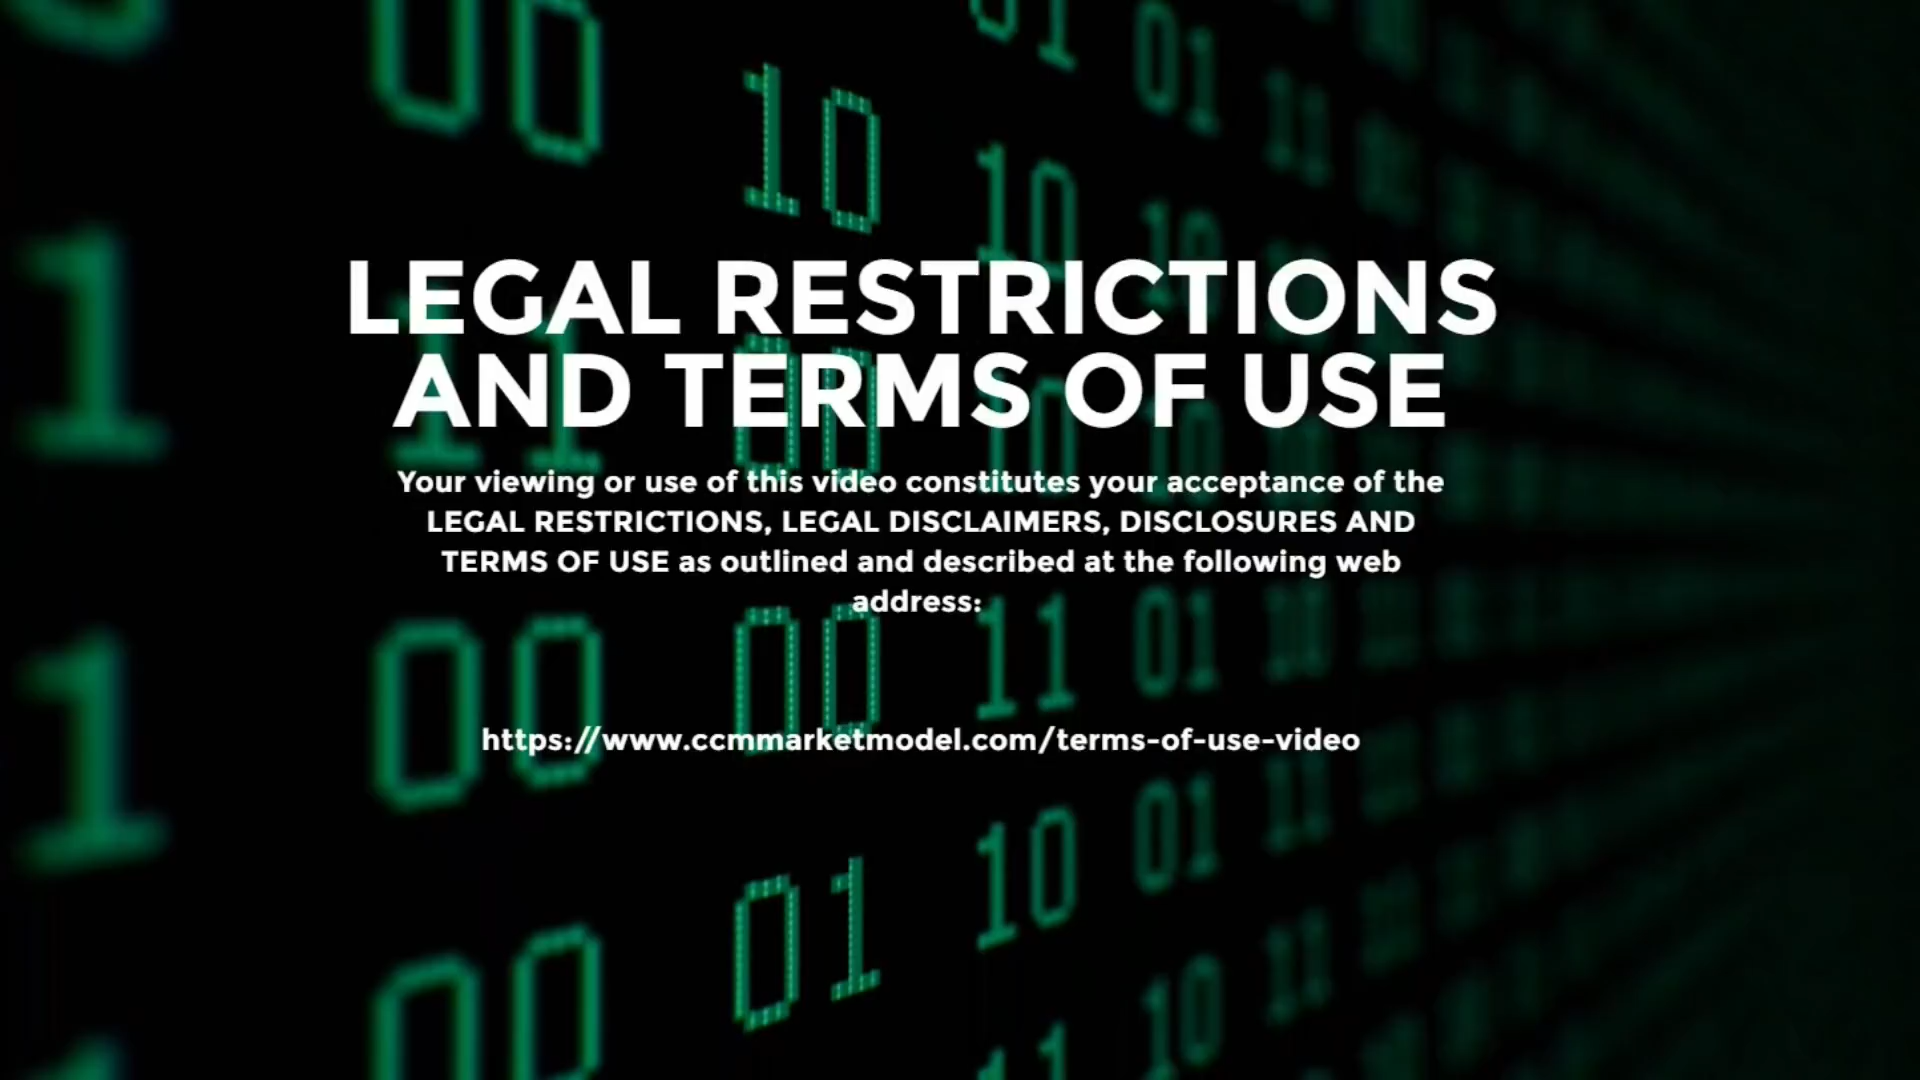 LEGAL RESTRICTIONS
AND TERMS OF USE
Your viewing or use of this video constitutes your acceptance of the
LEGAL RESTRICTIONS, LEGAL DISCLAIMERS, DISCLOSURES AND
TERMS OF USE as outlined and described at the following web
address:
https://www.ccmmarketmodel.com/terms-of-use-video